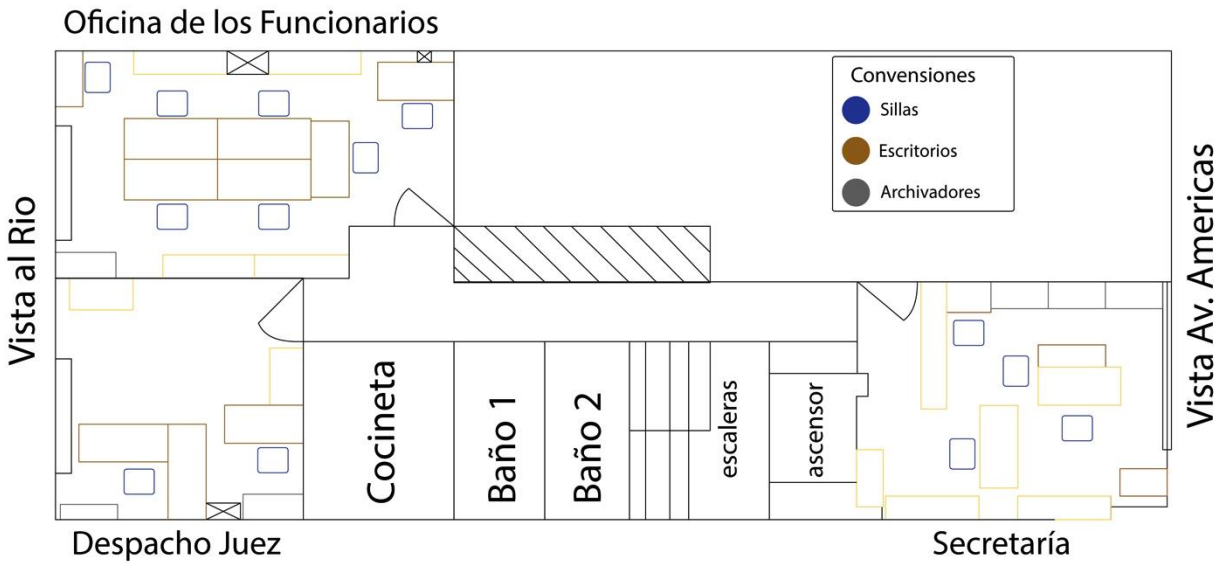 Oficina de los Funcionarios
Convensiones
Sillas
Escritorios
Archivadores
Vista al Rio
Vista Av. Americas
Cocineta
Baño 1
Baño 2
escaleras
ascensor
Despacho Juez
Secretaría